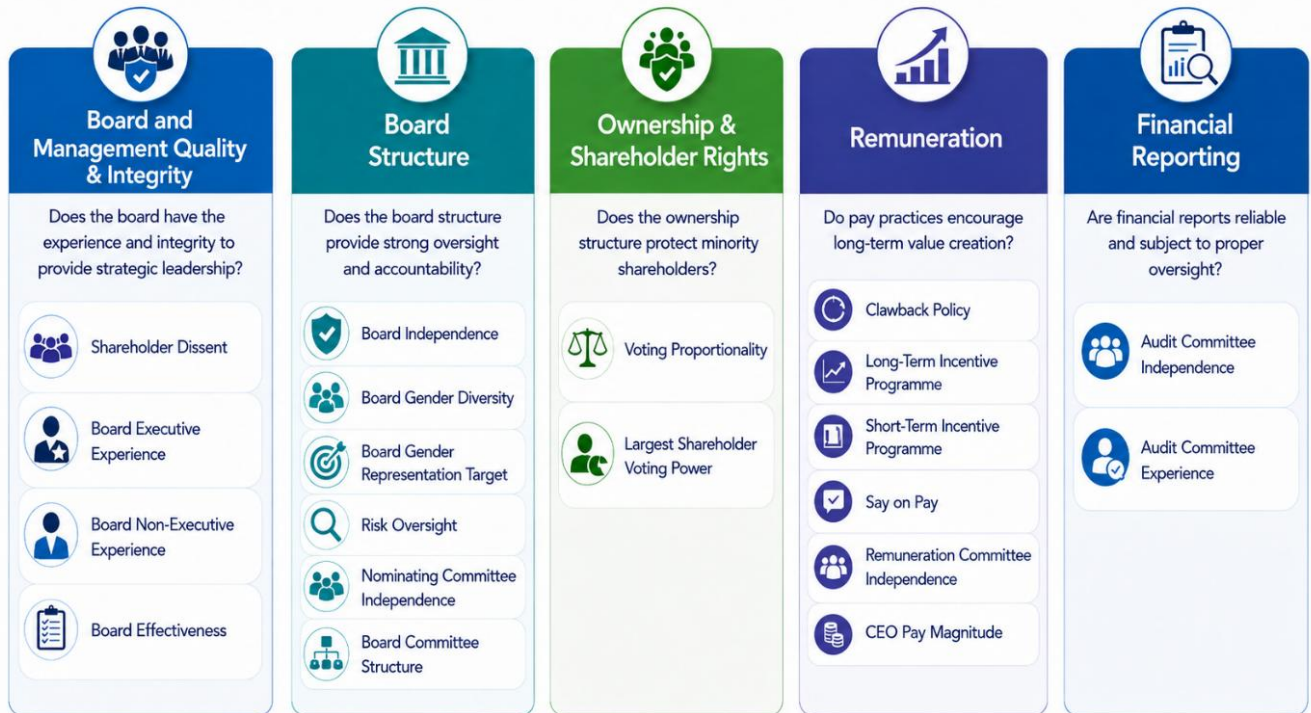 Board and
Management Quality
& Integrity
Does the board have the
experience and integrity to
provide strategic leadership?
Shareholder Dissent
Board Executive
Experience
Board Non-Executive
Experience
Board Effectiveness
Board
Structure
Does the board structure
provide strong oversight
and accountability?
Board Independence
Board Gender Diversity
Board Gender
Representation Target
Risk Oversight
Nominating Committee
Independence
Board Committee
Structure
Ownership &
Shareholder Rights
Does the ownership
structure protect minority
shareholders?
Voting Proportionality
Largest Shareholder
Voting Power
Remuneration
Do pay practices encourage
long-term value creation?
Clawback Policy
Long-Term Incentive
Programme
Short-Term Incentive
Programme
Say on Pay
Remuneration Committee
Independence
CEO Pay Magnitude
Financial
Reporting
Are financial reports reliable
and subject to proper
oversight?
Audit Committee
Independence
Audit Committee
Experience